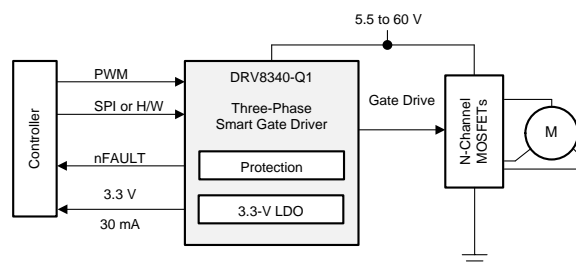 5.5 to 60 V
Controller
PWM
SPI or H/W
nFAULT
3.3 V
30 mA
DRV8340-Q1
Three-Phase
Smart Gate Driver
Protection
3.3-V LDO
Gate Drive
N-Channel
MOSFETs
M